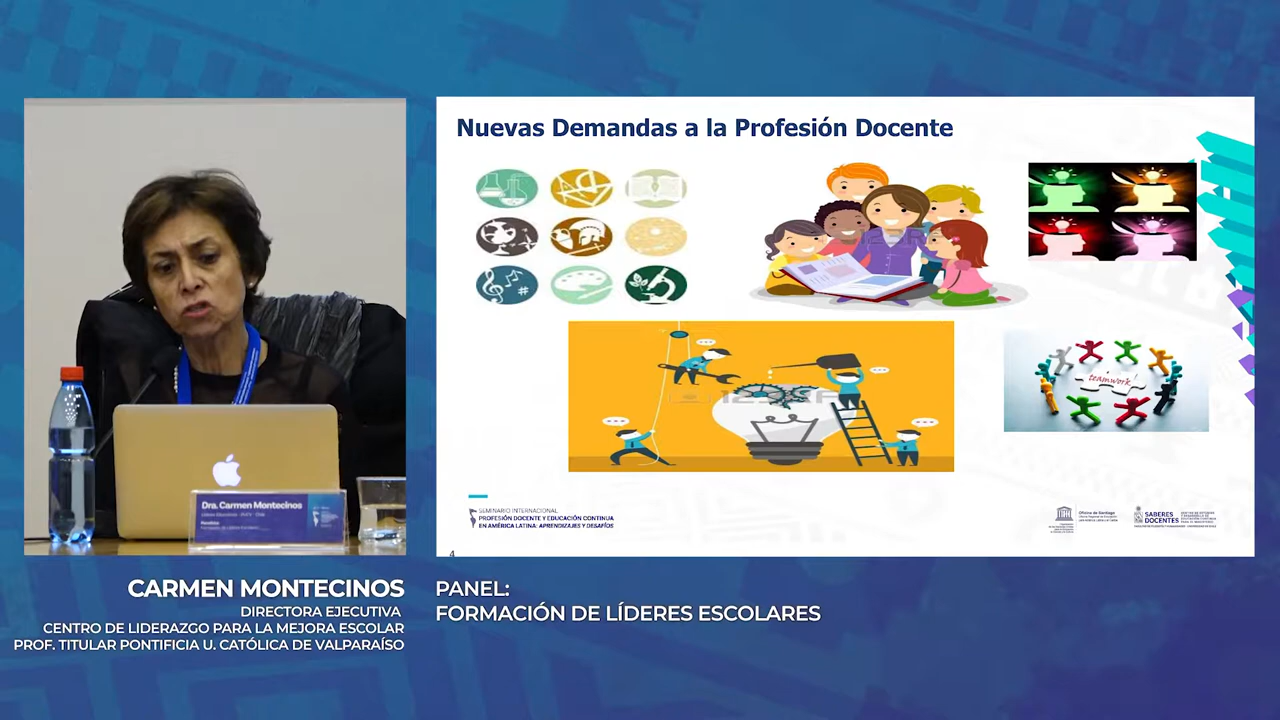 Nuevas Demandas a la Profesión Docente
teamwork!
Dra. Carmen Montecinos
SEMINARIO INTERNACIONAL
PROFESIÓN DOCENTE Y EDUCACIÓN CONTINUA
EN AMÉRICA LATINA: APRENDIZAJES Y DESAFÍOS
Oficina de Santiago
SABERES
DOCENTES
4
CARMEN MONTECINOS
DIRECTORA EJECUTIVA
CENTRO DE LIDERAZGO PARA LA MEJORA ESCOLAR
PROF. TITULAR PONTIFICIA U. CATÓLICA DE VALPARAÍSO
PANEL:
FORMACIÓN DE LÍDERES ESCOLARES